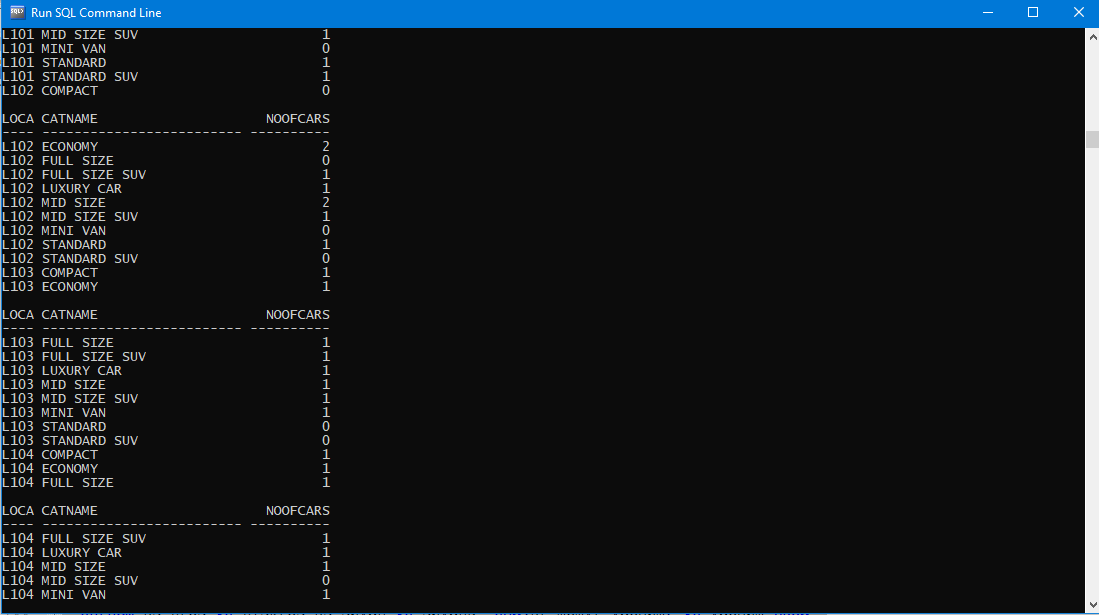 Run SQL Command Line
L101 MID SIZE SUV                       1
L101 MINI VAN                           0
L101 STANDARD                           1
L101 STANDARD SUV                       1
L102 COMPACT                            0
LOCA CATNAME                     NOOFCARS
---- ------------------------- ----------
L102 ECONOMY                            2
L102 FULL SIZE                          0
L102 FULL SIZE SUV                      1
L102 LUXURY CAR                         1
L102 MID SIZE                           2
L102 MID SIZE SUV                       1
L102 MINI VAN                           0
L102 STANDARD                           1
L102 STANDARD SUV                       0
L103 COMPACT                            1
L103 ECONOMY                            1
LOCA CATNAME                     NOOFCARS
---- ------------------------- ----------
L103 FULL SIZE                          1
L103 FULL SIZE SUV                      1
L103 LUXURY CAR                         1
L103 MID SIZE                           1
L103 MID SIZE SUV                       1
L103 MINI VAN                           1
L103 STANDARD                           0
L103 STANDARD SUV                       0
L104 COMPACT                            1
L104 ECONOMY                            1
L104 FULL SIZE                          1
LOCA CATNAME                     NOOFCARS
---- ------------------------- ----------
L104 FULL SIZE SUV                      1
L104 LUXURY CAR                         1
L104 MID SIZE                           1
L104 MID SIZE SUV                       0
L104 MINI VAN                           1